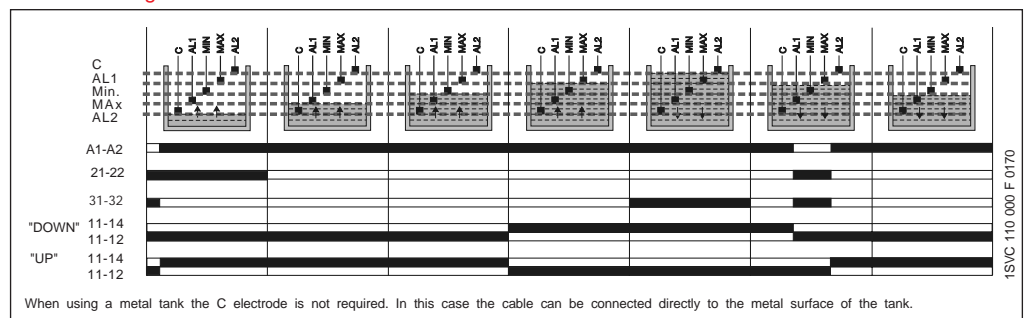 C AL1 MIN MAX AL2 C AL1 MIN MAX AL2 C AL1 MIN MAX AL2 C AL1 MIN MAX AL2 C AL1 MIN MAX AL2 C AL1 MIN MAX AL2 C AL1 MIN MAX AL2
C
AL1
Min.
MAx
AL2
A1-A2
21-22
31-32
"DOWN" 11-14
11-12
"UP" 11-14
11-12
1SVC 110 000 F 0170
When using a metal tank the C electrode is not required. In this case the cable can be connected directly to the metal surface of the tank.